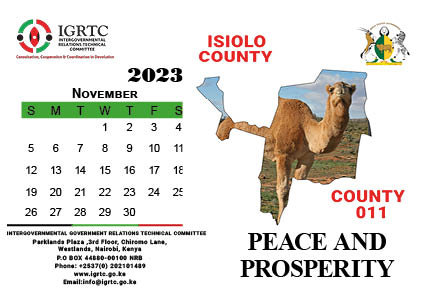 IGRTC
INTERGOVERNMENTAL
RELATIONS TECHNICAL
COMMITTEE
Consultation, Cooperation & Coordination in Devolution
2023
NOVEMBER
S M T W T F S
1 2 3 4
5 6 7 8 9 10 11
12 13 14 15 16 17 18
19 20 21 22 23 24 25
26 27 28 29 30
INTERGOVERNMENTAL GOVERNMENT RELATIONS TECHNICAL COMMITTEE
Parklands Plaza ,3rd Floor, Chiromo Lane,
Westlands, Nairobi, Kenya
P.O BOX 44880-00100 NRB
Phone: +2537(0) 202101489
www.igrtc.go.ke
Email:info@igrtc.go.ke
ISIOLO
COUNTY
COUNTY
011
PEACE AND
PROSPERITY